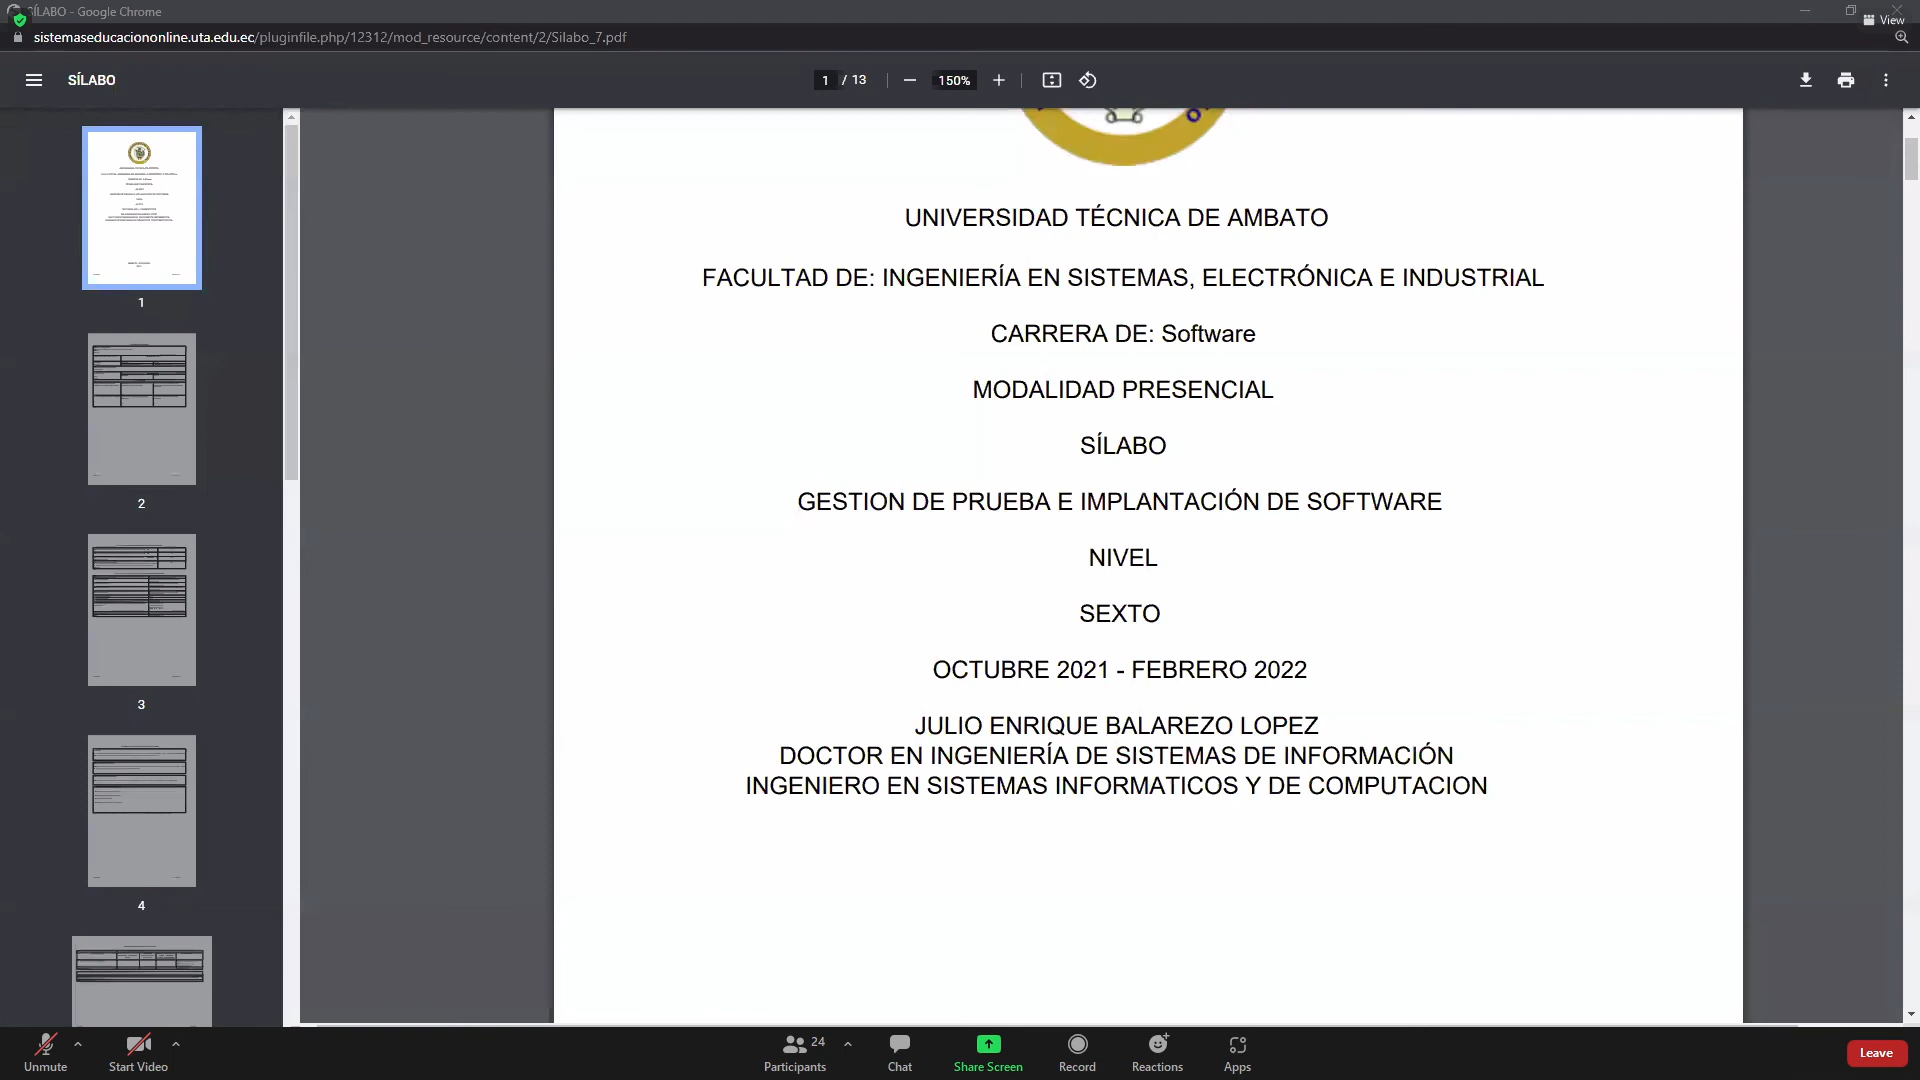 SÍLABO - Google Chrome
View
sistemaseducaciononline.uta.edu.ec/pluginfile.php/12312/mod_resource/content/2/Silabo_7.pdf
SÍLABO
1 / 13
150%
UNIVERSIDAD TÉCNICA DE AMBATO
FACULTAD DE: INGENIERÍA EN SISTEMAS, ELECTRÓNICA E INDUSTRIAL
CARRERA DE: Software
MODALIDAD PRESENCIAL
SÍLABO
GESTION DE PRUEBA E IMPLANTACIÓN DE SOFTWARE
NIVEL
SEXTO
OCTUBRE 2021 - FEBRERO 2022
JULIO ENRIQUE BALAREZO LOPEZ
DOCTOR EN INGENIERÍA DE SISTEMAS DE INFORMACIÓN
INGENIERO EN SISTEMAS INFORMATICOS Y DE COMPUTACION
1
2
3
4
Unmute
Start Video
24
Participants
Chat
Share Screen
Record
Reactions
Apps
Leave